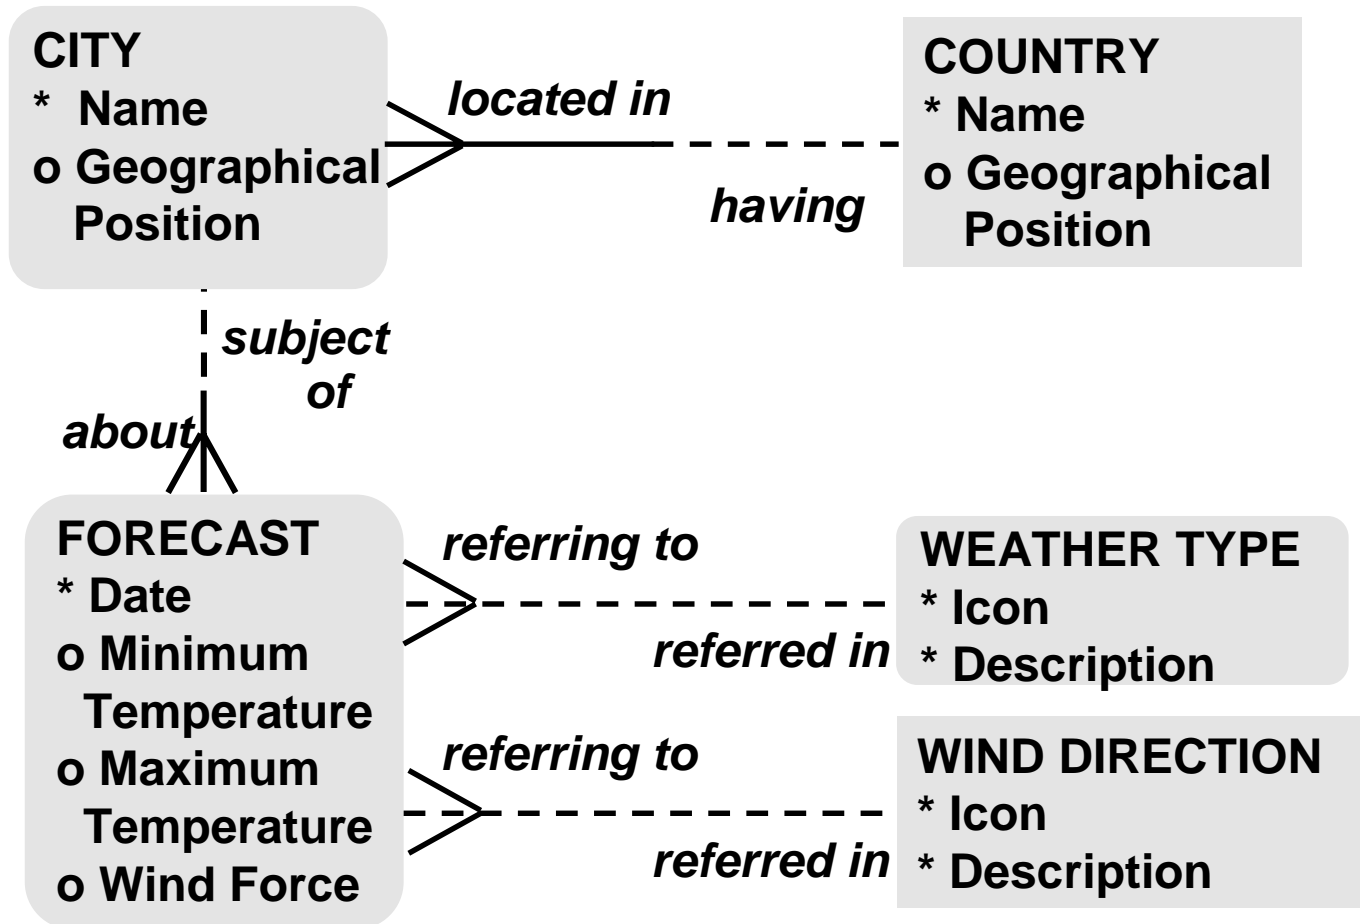 CITY
* Name
o Geographical
Position
located in
having
COUNTRY
* Name
o Geographical
Position
subject
of
about
FORECAST
* Date
o Minimum
Temperature
o Maximum
Temperature
o Wind Force
referring to
referred in
WEATHER TYPE
* Icon
* Description
referring to
referred in
WIND DIRECTION
* Icon
* Description